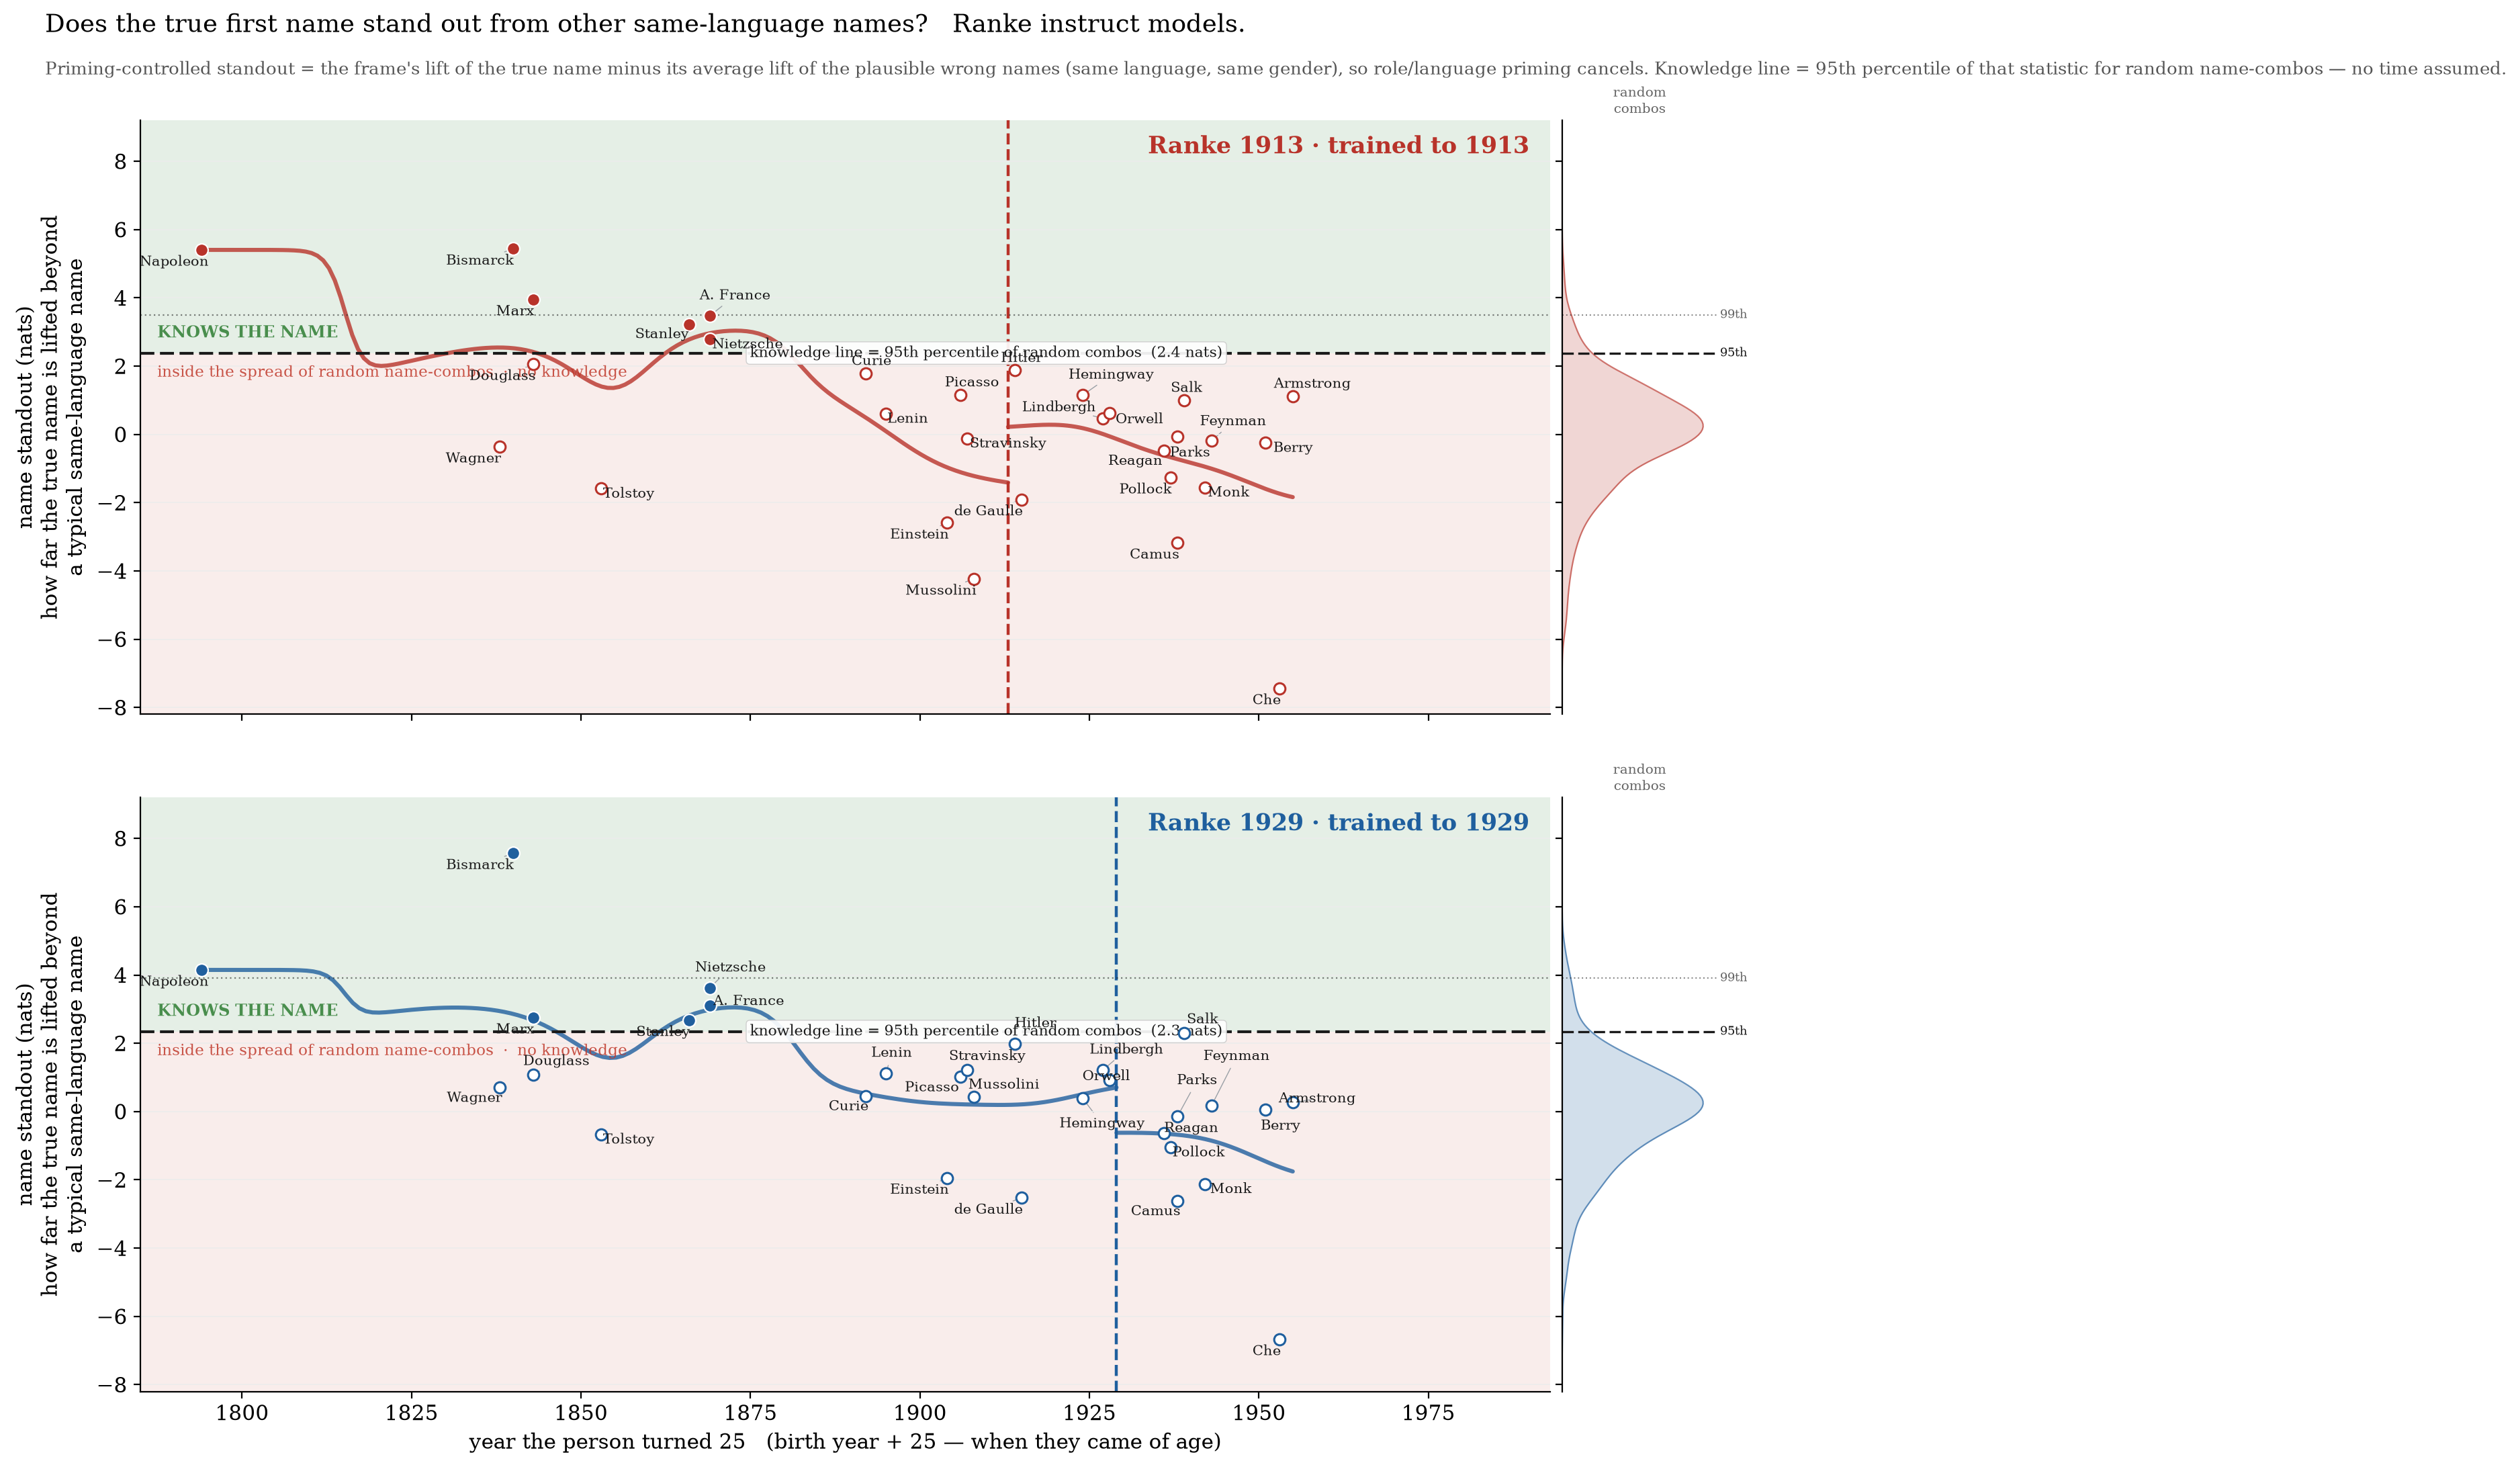 Does the true first name stand out from other same-language names?   Ranke instruct models.
Priming-controlled standout = the frame's lift of the true name minus its average lift of the plausible wrong names (same language, same gender), so role/language priming cancels. Knowledge line = 95th percentile of that statistic for random name-combos — no time assumed.
random
combos
Ranke 1913 · trained to 1913
name standout (nats)
how far the true name is lifted beyond
a typical same-language name
8
6
4
2
0
−2
−4
−6
−8
Napoleon
Bismarck
Marx
A. France
Stanley
Nietzsche
KNOWS THE NAME
knowledge line = 95th percentile of random combos  (2.4 nats)
inside the spread of random name-combos  ·  no knowledge
Douglass
Curie
Hitler
Picasso
Hemingway
Salk
Armstrong
Lenin
Lindbergh
Orwell
Feynman
Stravinsky
Wagner
Reagan
Parks
Berry
Tolstoy
Pollock
Monk
de Gaulle
Einstein
Camus
Mussolini
Che
99th
95th
random
combos
Ranke 1929 · trained to 1929
name standout (nats)
how far the true name is lifted beyond
a typical same-language name
8
6
4
2
0
−2
−4
−6
−8
Bismarck
Napoleon
Nietzsche
A. France
KNOWS THE NAME
Marx
Stanley
knowledge line = 95th percentile of random combos  (2.3 nats)
inside the spread of random name-combos  ·  no knowledge
Hitler
Salk
Douglass
Lenin
Stravinsky
Lindbergh
Feynman
Wagner
Picasso
Mussolini
Orwell
Parks
Curie
Armstrong
Hemingway
Reagan
Berry
Tolstoy
Pollock
Einstein
Monk
de Gaulle
Camus
Che
99th
95th
1800
1825
1850
1875
1900
1925
1950
1975
year the person turned 25   (birth year + 25 — when they came of age)